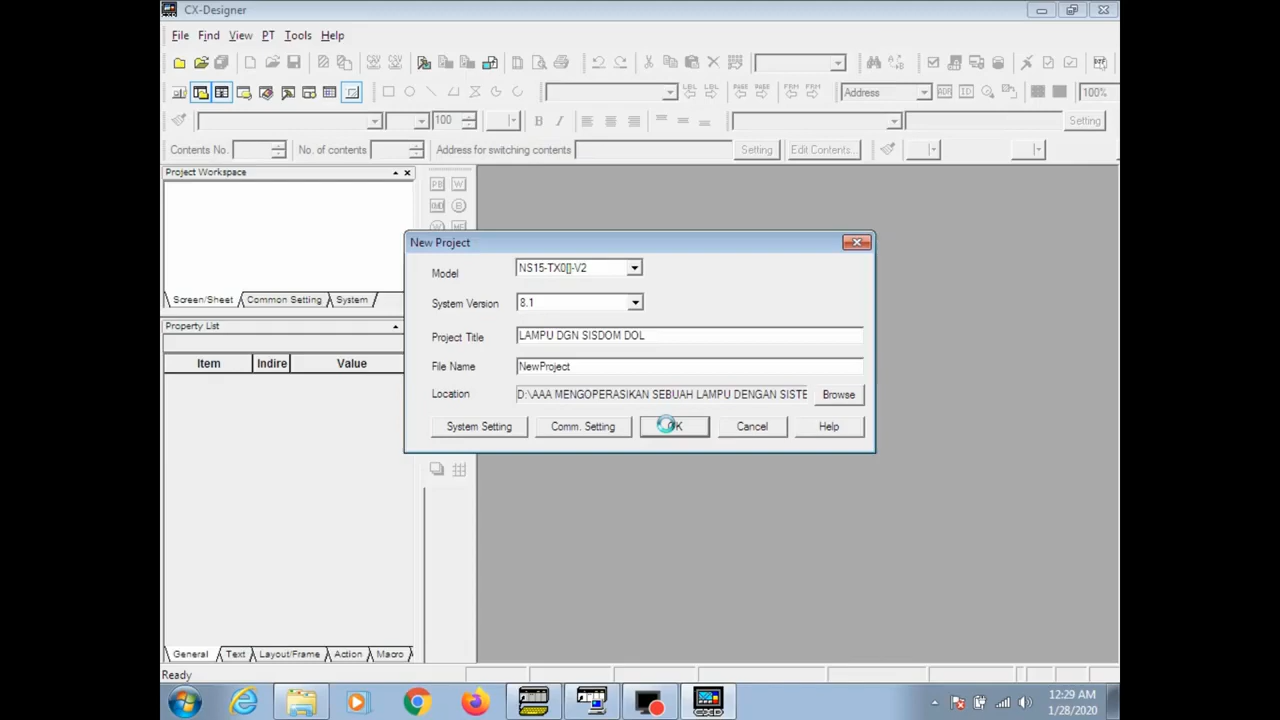 CX-Designer
File Find View PT Tools Help
Address
100%
100
B I
Setting
Contents No. No. of contents Address for switching contents Setting Edit Contents...
Project Workspace
PB W
CMD B
Screen/Sheet Common Setting System
Property List
Item Indire Value
New Project
Model NS15-TX0[]-V2
System Version 8.1
Project Title LAMPU DGN SISDOM DOL
File Name NewProject
Location D:\AAA MENGOPERASIKAN SEBUAH LAMPU DENGAN SISTE Browse
System Setting Comm. Setting OK Cancel Help
General Text Layout/Frame Action Macro
Ready
CXD
12:29 AM
1/28/2020